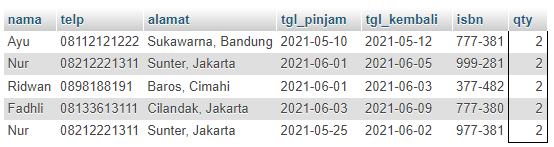 nama telp alamat tgl_pinjam tgl_kembali isbn qty
Ayu 08112121222 Sukawarna, Bandung 2021-05-10 2021-05-12 777-381 2
Nur 08212221311 Sunter, Jakarta 2021-06-01 2021-06-05 999-281 2
Ridwan 0898188191 Baros, Cimahi 2021-06-01 2021-06-03 377-482 2
Fadhli 08133613111 Cilandak, Jakarta 2021-06-03 2021-06-09 777-380 2
Nur 08212221311 Sunter, Jakarta 2021-05-25 2021-06-02 977-381 2